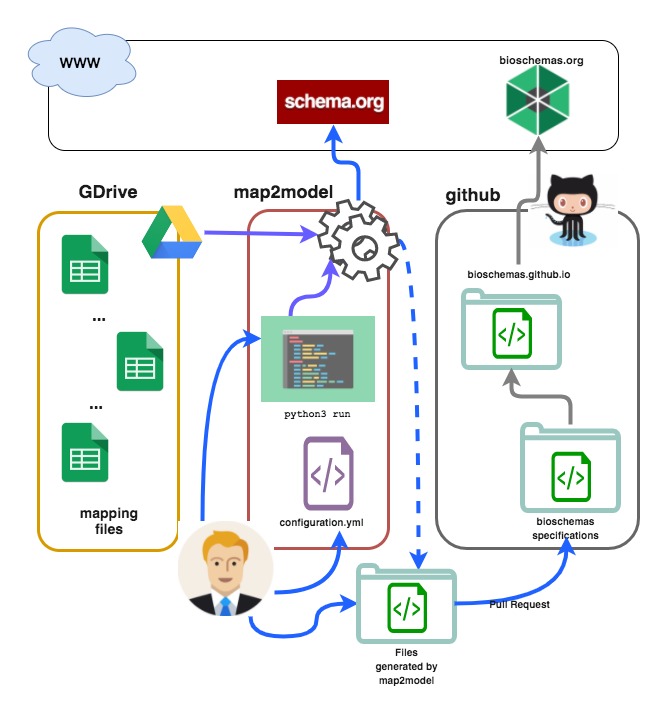 WWW
bioschemas.org
schema.org
GDrive
map2model
github
bioschemas.github.io
...
...
python3 run
configuration.yml
mapping
files
bioschemas
specifications
Pull Request
Files
generated by
map2model